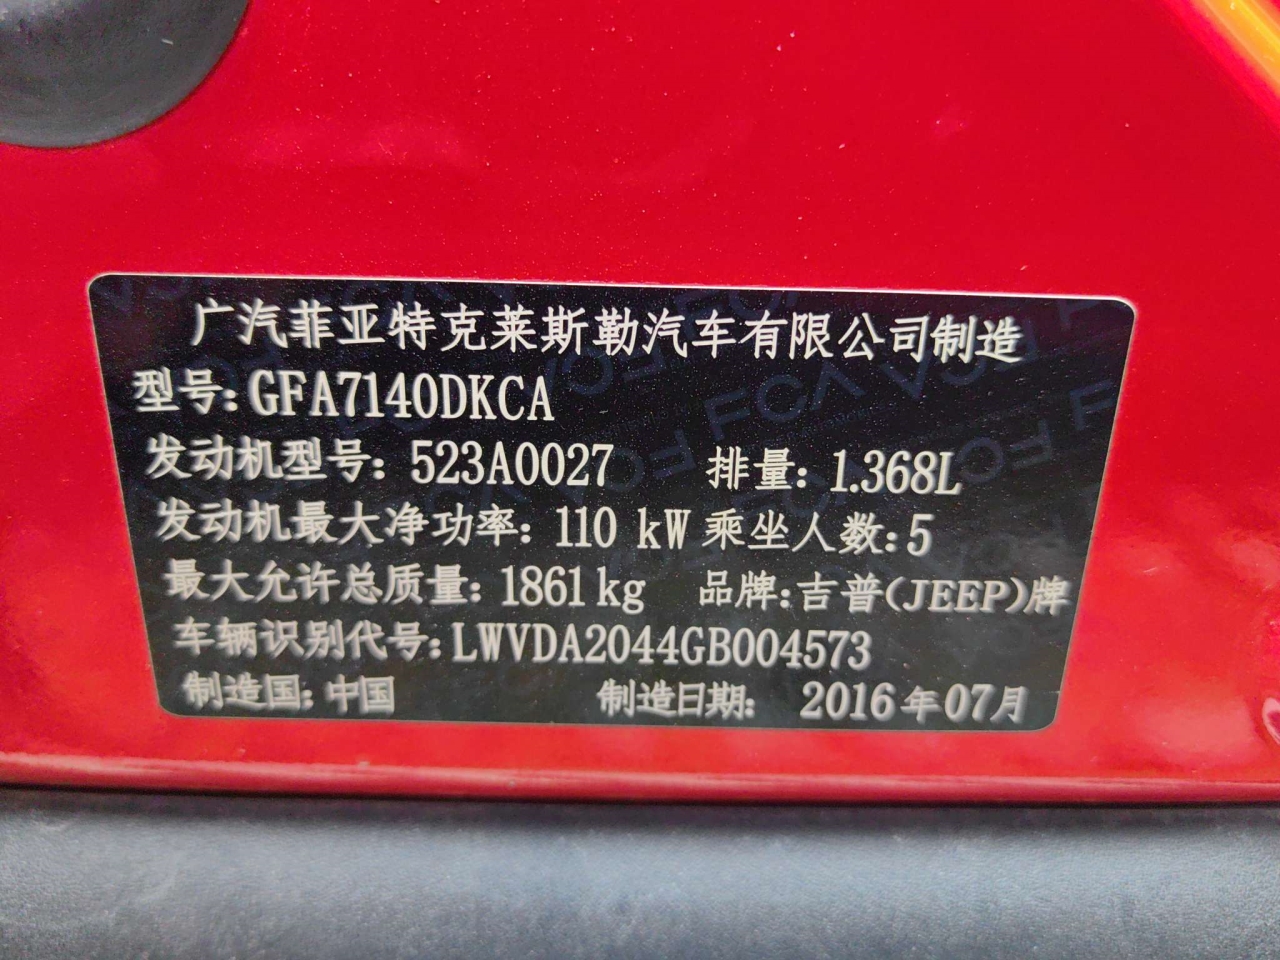 广汽菲亚特克莱斯勒汽车有限公司制造
型号:GFA7140DKCA
发动机型号: 523A0027 排量: 1.368L
发动机最大净功率: 110 kW 乘坐人数:5
最大允许总质量: 1861 kg 品牌:吉普(JEEP)牌
车辆识别代号:LWVDA2044GB004573
制造国:中国 制造日期: 2016年07月